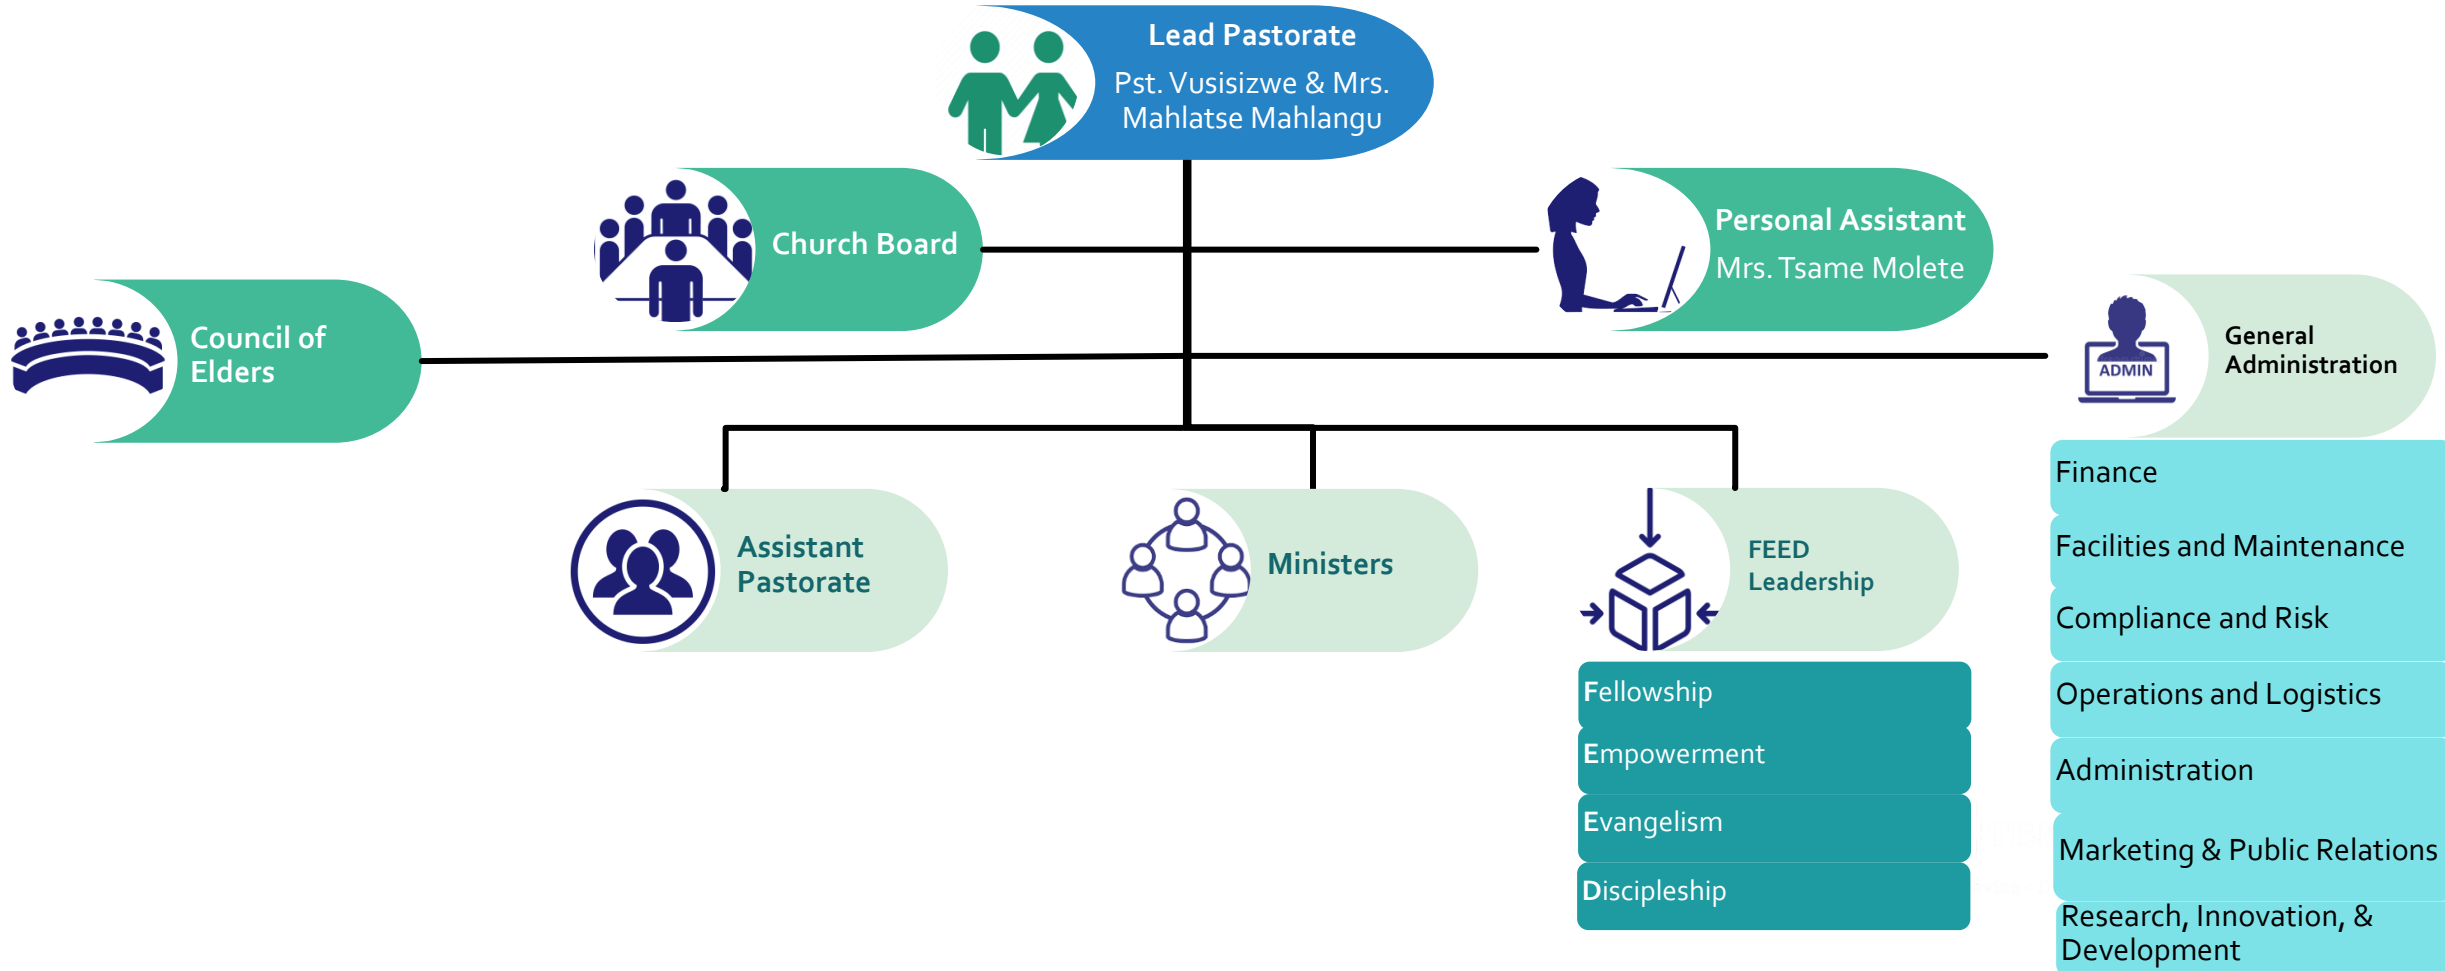 Lead Pastorate
Pst. Vusisizwe & Mrs.
Mahlatse Mahlangu
Church Board
Personal Assistant
Mrs. Tsame Molete
Council of
Elders
ADMIN
General
Administration
Assistant
Pastorate
Ministers
FEED
Leadership
Fellowship
Empowerment
Evangelism
Discipleship
Finance
Facilities and Maintenance
Compliance and Risk
Operations and Logistics
Administration
Marketing & Public Relations
Research, Innovation, &
Development